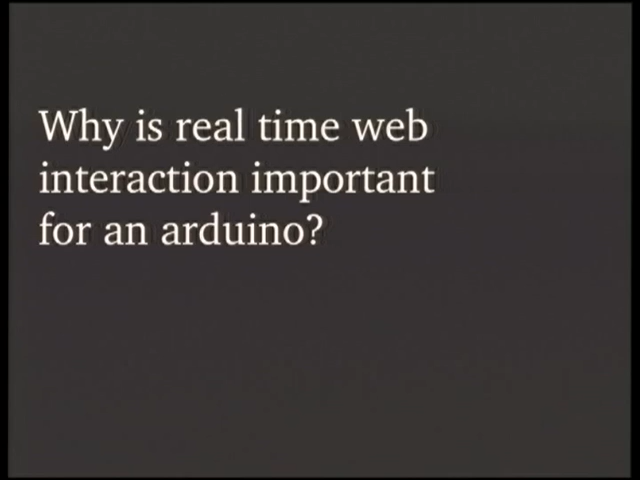 Why is real time web
interaction important
for an arduino?